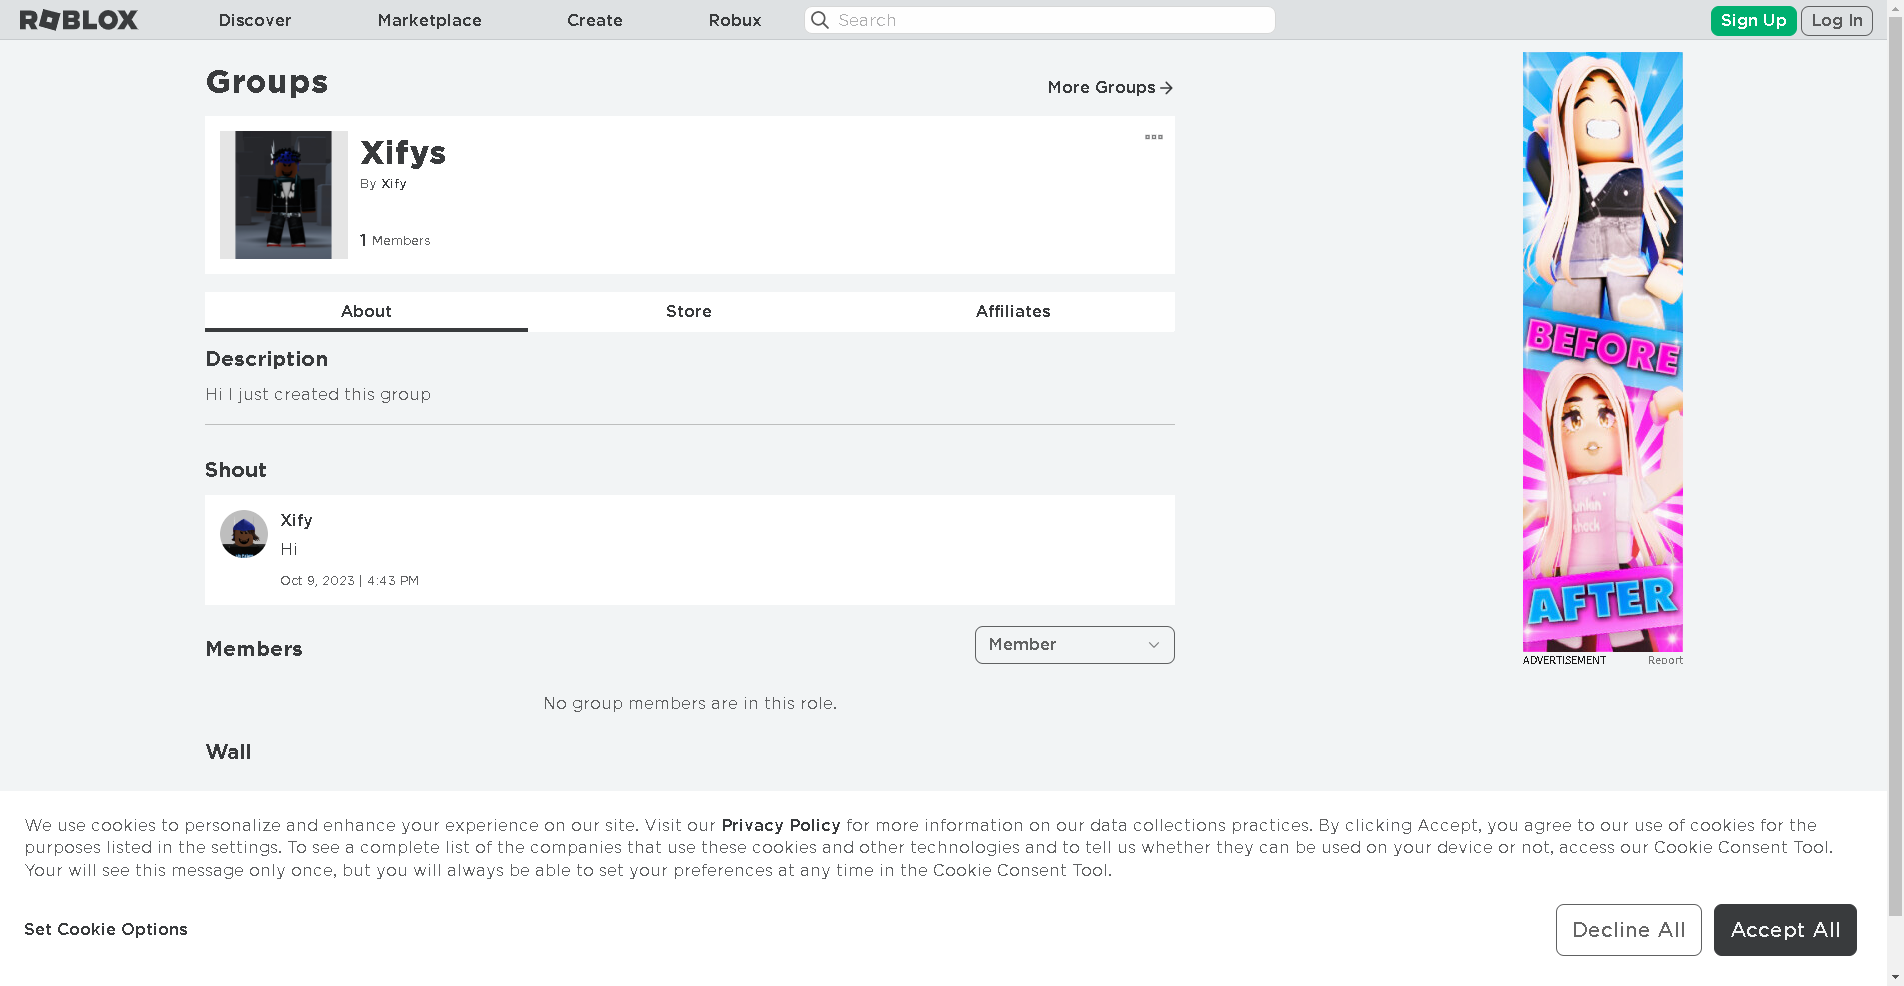 ROBLOX Discover Marketplace Create Robux Search Sign Up Log In
Groups
More Groups
Xifys
By Xify
1 Members
About Store Affiliates
Description
Hi I just created this group
Shout
Xify
Hi
Oct 9, 2023 | 4:43 PM
Members
Member
No group members are in this role.
Wall
BEFORE
AFTER
ADVERTISEMENT Report
We use cookies to personalize and enhance your experience on our site. Visit our Privacy Policy for more information on our data collections practices. By clicking Accept, you agree to our use of cookies for the
purposes listed in the settings. To see a complete list of the companies that use these cookies and other technologies and to tell us whether they can be used on your device or not, access our Cookie Consent Tool.
Your will see this message only once, but you will always be able to set your preferences at any time in the Cookie Consent Tool.
Set Cookie Options
Decline All Accept All